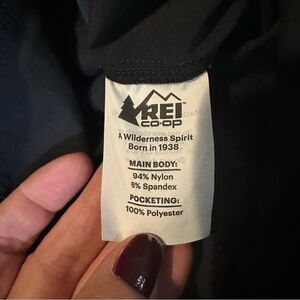 REI
CO·OP
A Wilderness Spirit
Born in 1938
MAIN BODY:
94% Nylon
6% Spandex
POCKETING:
100% Polyester